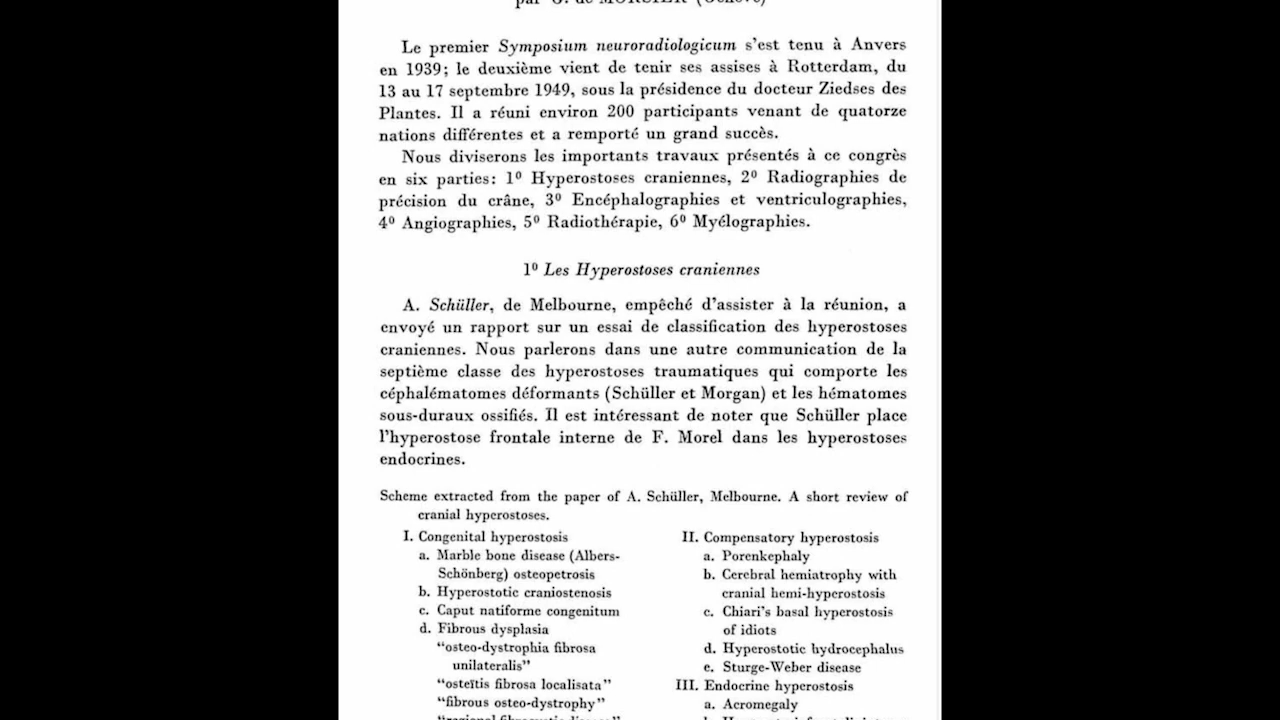 par G. de MORSIER (Genève)
Le premier Symposium neuroradiologicum s'est tenu à Anvers
en 1939; le deuxième vient de tenir ses assises à Rotterdam, du
13 au 17 septembre 1949, sous la présidence du docteur Ziedses des
Plantes. Il a réuni environ 200 participants venant de quatorze
nations différentes et a remporté un grand succès.
Nous diviserons les importants travaux présentés à ce congrès
en six parties: 1⁰ Hyperostoses craniennes, 2⁰ Radiographies de
précision du crâne, 3⁰ Encéphalographies et ventriculographies,
4⁰ Angiographies, 5⁰ Radiothérapie, 6⁰ Myélographies.
1⁰ Les Hyperostoses craniennes
A. Schüller, de Melbourne, empêché d'assister à la réunion, a
envoyé un rapport sur un essai de classification des hyperostoses
craniennes. Nous parlerons dans une autre communication de la
septième classe des hyperostoses traumatiques qui comporte les
céphalématomes déformants (Schüller et Morgan) et les hématomes
sous-duraux ossifiés. Il est intéressant de noter que Schüller place
l'hyperostose frontale interne de F. Morel dans les hyperostoses
endocrines.
Scheme extracted from the paper of A. Schüller, Melbourne. A short review of
cranial hyperostoses.
I. Congenital hyperostosis
a. Marble bone disease (Albers-
Schönberg) osteopetrosis
b. Hyperostotic craniostenosis
c. Caput natiforme congenitum
d. Fibrous dysplasia
"osteo-dystrophia fibrosa
unilateralis"
"osteïtis fibrosa localisata"
"fibrous osteo-dystrophy"
II. Compensatory hyperostosis
a. Porenkephaly
b. Cerebral hemiatrophy with
cranial hemi-hyperostosis
c. Chiari's basal hyperostosis
of idiots
d. Hyperostotic hydrocephalus
e. Sturge-Weber disease
III. Endocrine hyperostosis
a. Acromegaly